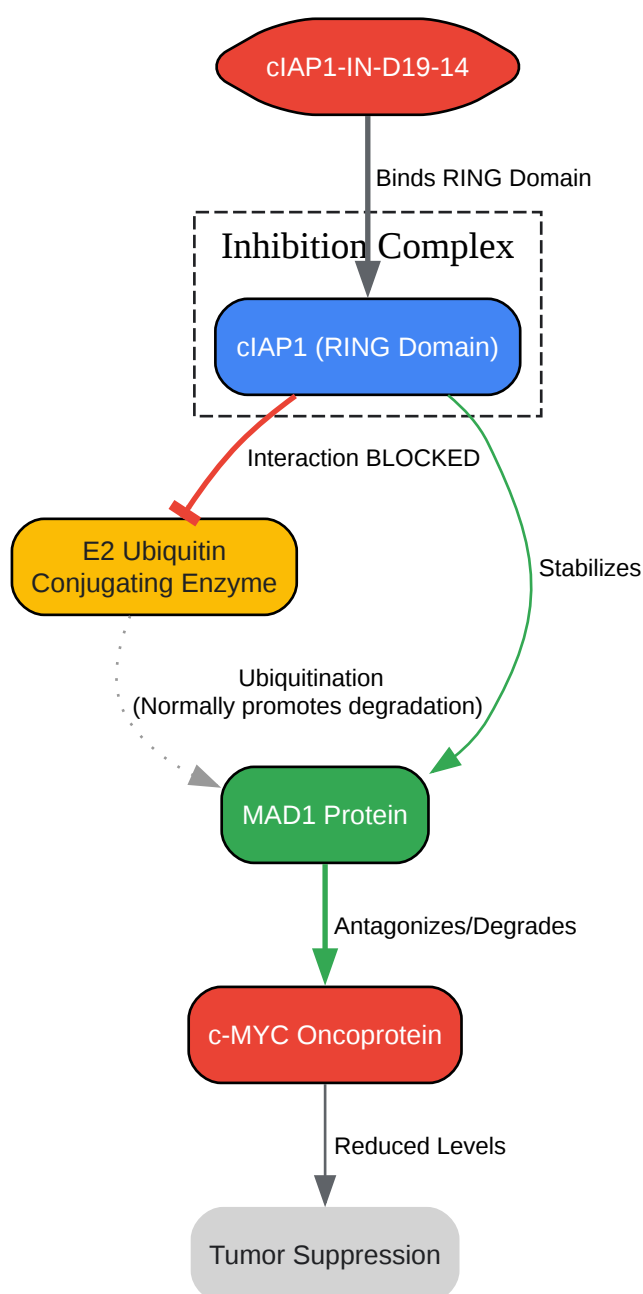 cIAP1-IN-D19-14
Binds RING Domain
Inhibition Complex
cIAP1 (RING Domain)
Interaction BLOCKED
E2 Ubiquitin
Conjugating Enzyme
Stabilizes
Ubiquitination
(Normally promotes degradation)
MAD1 Protein
Antagonizes/Degrades
c-MYC Oncoprotein
Reduced Levels
Tumor Suppression